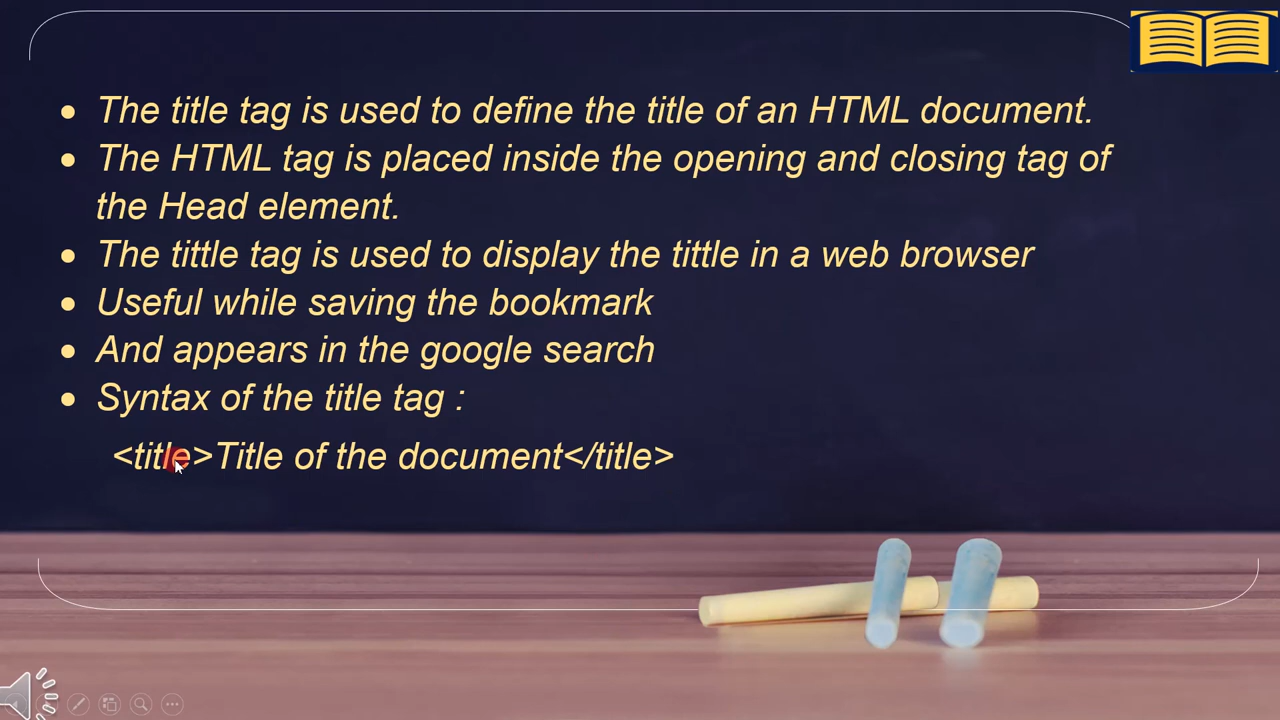 • The title tag is used to define the title of an HTML document.
• The HTML tag is placed inside the opening and closing tag of
the Head element.
• The tittle tag is used to display the tittle in a web browser
• Useful while saving the bookmark
• And appears in the google search
• Syntax of the title tag :
<title>Title of the document</title>